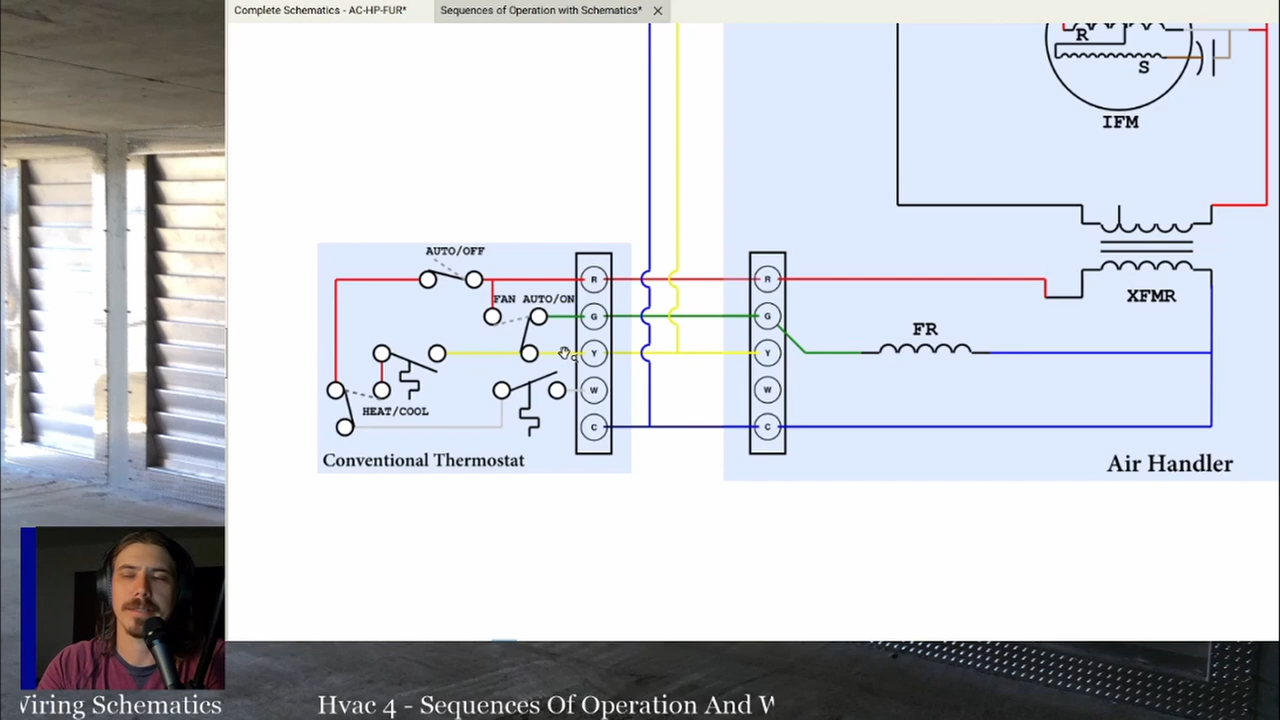 Complete Schematics - AC-HP-FUR*
Sequences of Operation with Schematics*
R
S
IFM
AUTO/OFF
FAN AUTO/ON
HEAT/COOL
R
G
Y
W
C
Conventional Thermostat
R
G
Y
W
C
FR
XFMR
Air Handler
Wiring Schematics
Hvac 4 - Sequences Of Operation And W